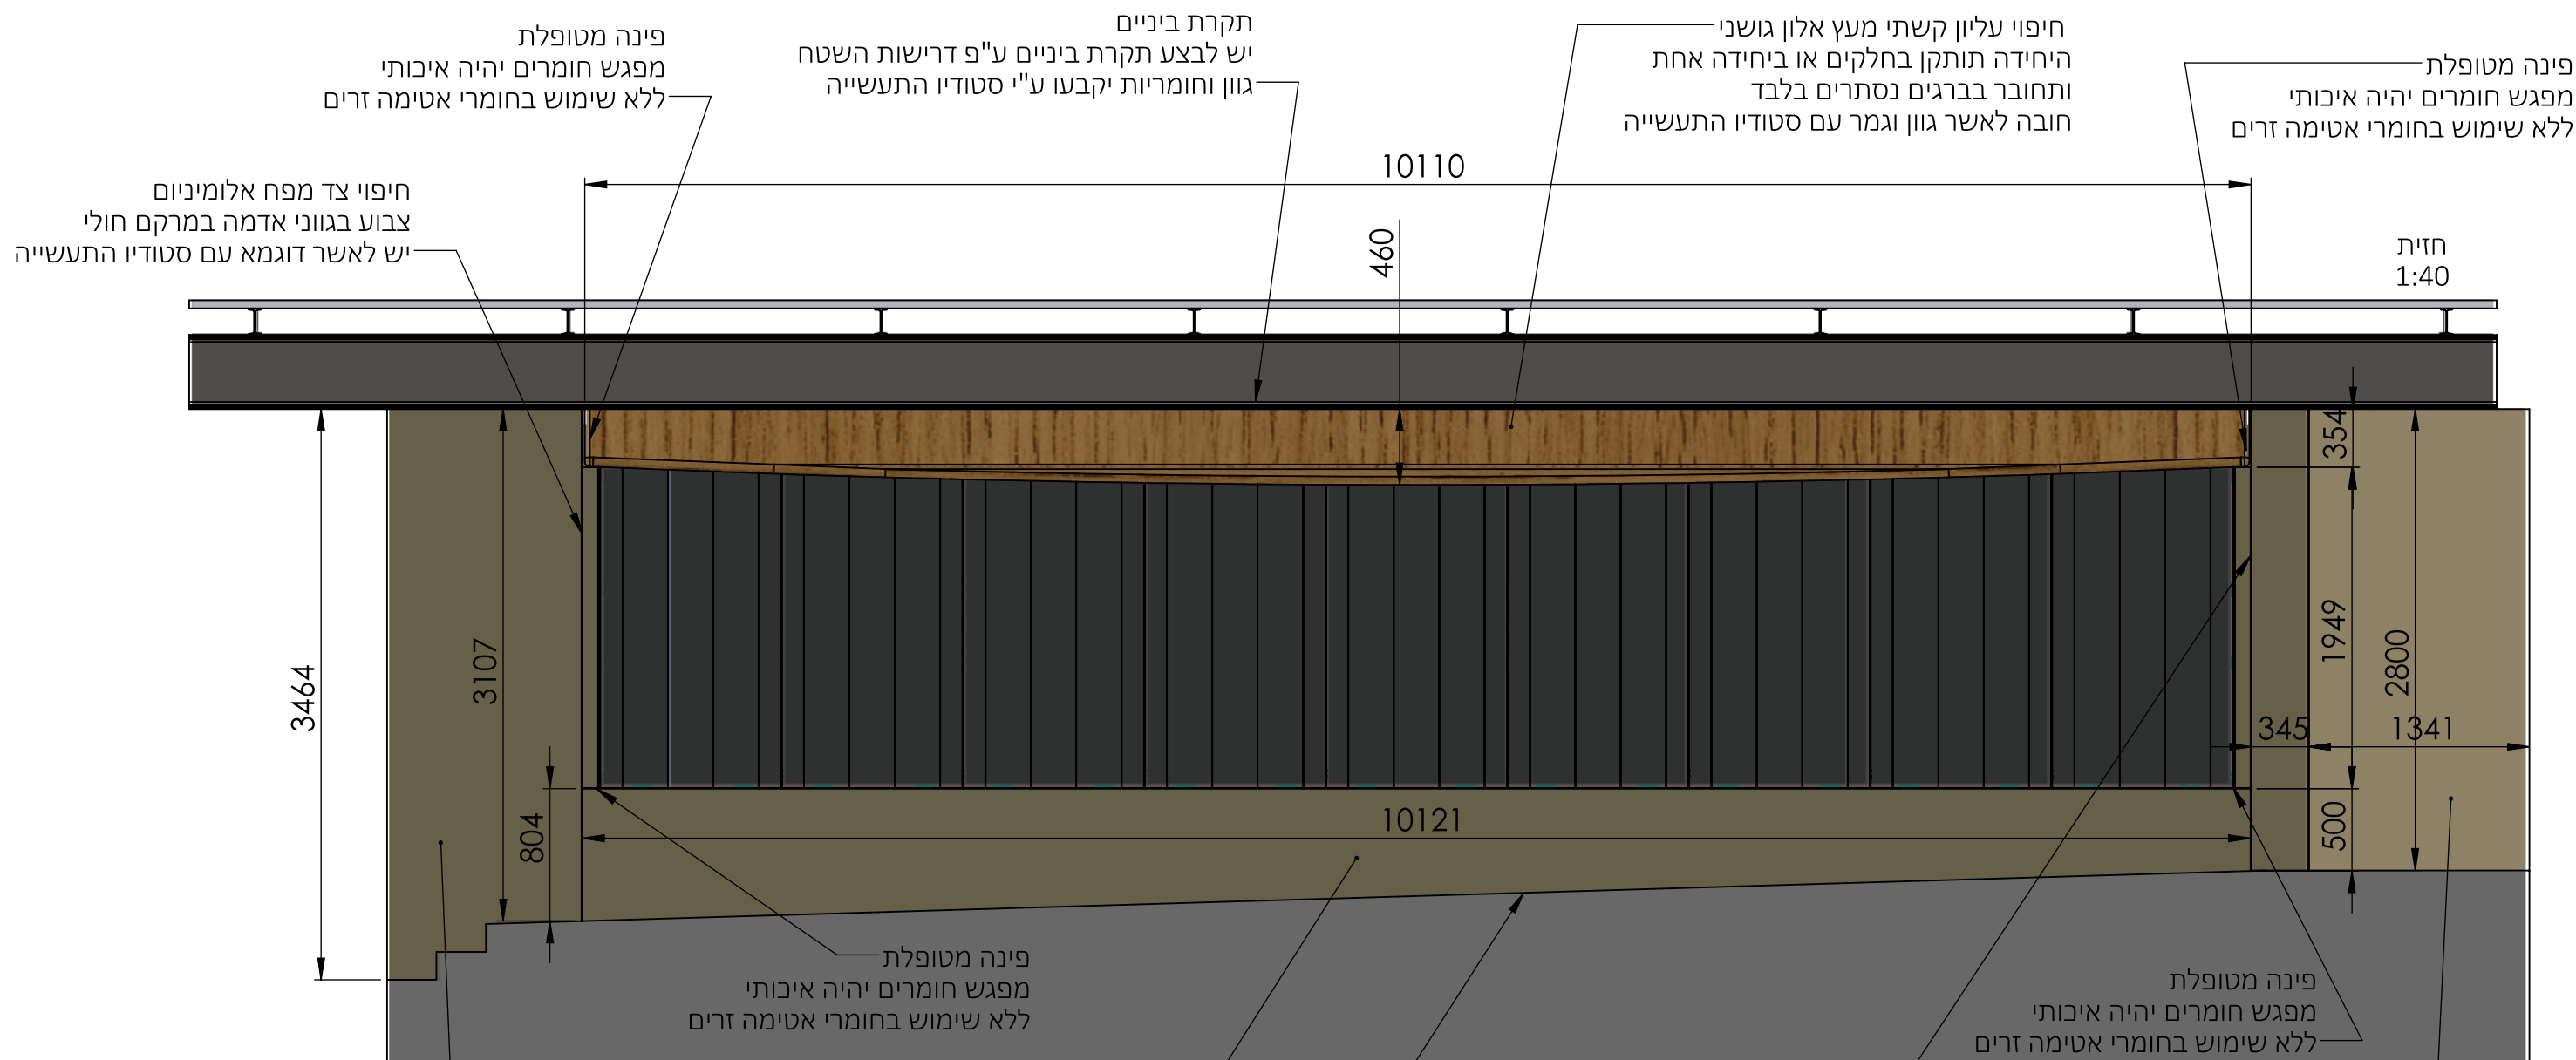 פינה מטופלת
מפגש חומרים יהיה איכותי
ללא שימוש בחומרי אטימה זרים
תקרת ביניים
יש לבצע תקרת ביניים ע"פ דרישות השטח
גוון וחומריות יקבעו ע"י סטודיו התעשייה
חיפוי עליון קשתי מעץ אלון גושני
היחידה תותקן בחלקים או ביחידה אחת
ותחובר בברגים נסתרים בלבד
חובה לאשר גוון וגמר עם סטודיו התעשייה
פינה מטופלת
מפגש חומרים יהיה איכותי
ללא שימוש בחומרי אטימה זרים
חיפוי צד מפח אלומיניום
צבוע בגווני אדמה במרקם חולי
יש לאשר דוגמא עם סטודיו התעשייה
10110
460
חזית
1:40
354
3464
3107
1949
2800
345
1341
804
10121
500
פינה מטופלת
מפגש חומרים יהיה איכותי
ללא שימוש בחומרי אטימה זרים
פינה מטופלת
מפגש חומרים יהיה איכותי
ללא שימוש בחומרי אטימה זרים